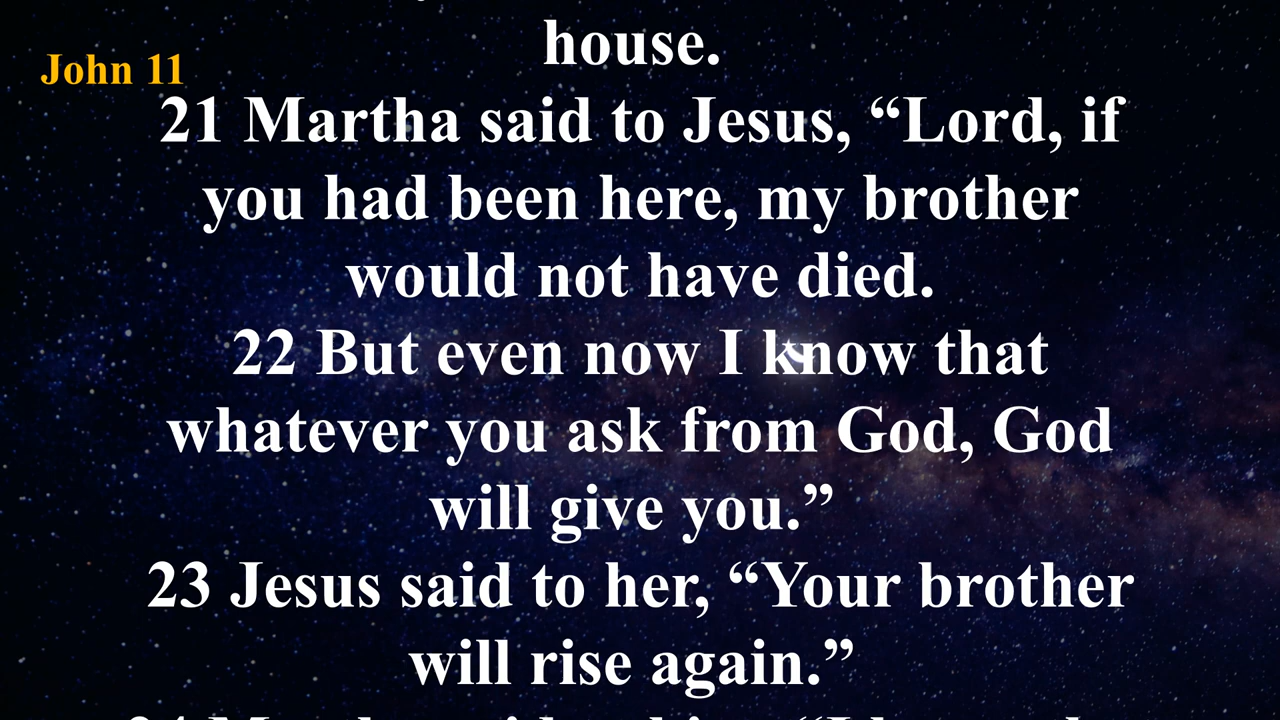 house.
John 11
21 Martha said to Jesus, “Lord, if
you had been here, my brother
would not have died.
22 But even now I know that
whatever you ask from God, God
will give you.”
23 Jesus said to her, “Your brother
will rise again.”